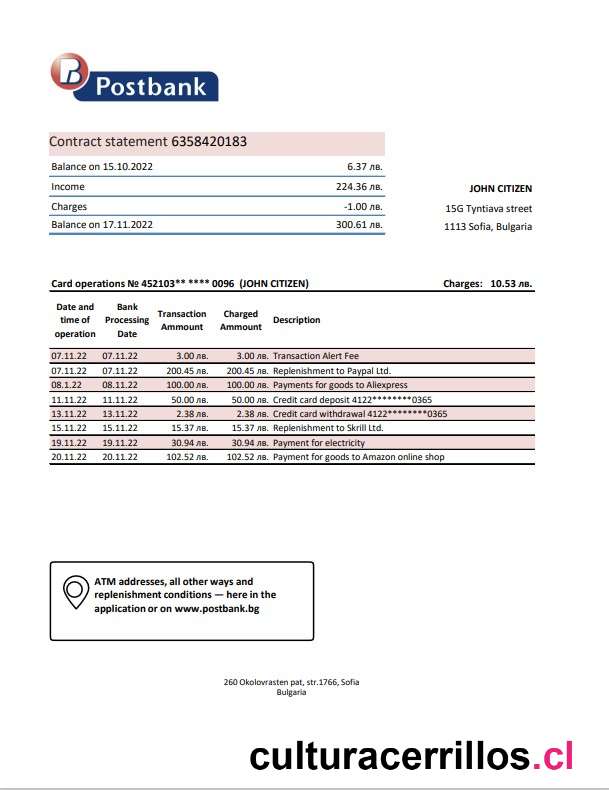 B Postbank
Contract statement 6358420183
Balance on 15.10.2022 6.37 лв.
Income 224.36 лв.
Charges -1.00 лв.
Balance on 17.11.2022 300.61 лв.
JOHN CITIZEN
15G Tyntiava street
1113 Sofia, Bulgaria
Card operations № 452103** **** 0096 (JOHN CITIZEN) Charges: 10.53 лв.
Date and time of operation Bank Processing Date Transaction Ammount Charged Ammount Description
07.11.22 07.11.22 3.00 лв. 3.00 лв. Transaction Alert Fee
07.11.22 07.11.22 200.45 лв. 200.45 лв. Replenishment to Paypal Ltd.
08.1.22 08.11.22 100.00 лв. 100.00 лв. Payments for goods to Aliexpress
11.11.22 11.11.22 50.00 лв. 50.00 лв. Credit card deposit 4122********0365
13.11.22 13.11.22 2.38 лв. 2.38 лв. Credit card withdrawal 4122********0365
15.11.22 15.11.22 15.37 лв. 15.37 лв. Replenishment to Skrill Ltd.
19.11.22 19.11.22 30.94 лв. 30.94 лв. Payment for electricity
20.11.22 20.11.22 102.52 лв. 102.52 лв. Payment for goods to Amazon online shop
ATM addresses, all other ways and
replenishment conditions — here in the
application or on www.postbank.bg
260 Okolovrasten pat, str.1766, Sofia
Bulgaria
culturacerrillos.cl